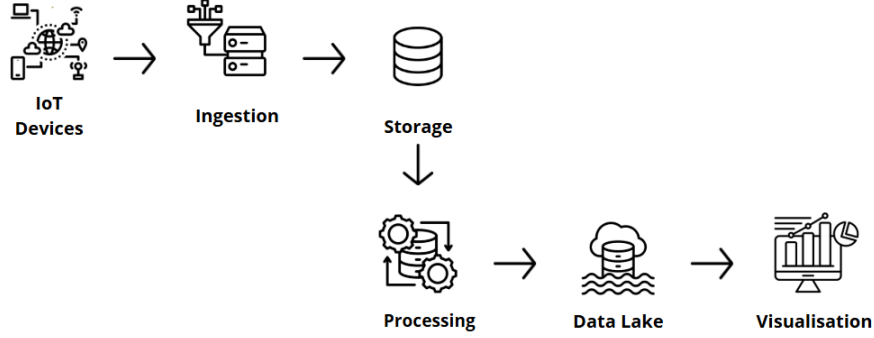 IoT
Devices
Ingestion
Storage
Processing
Data Lake
Visualisation